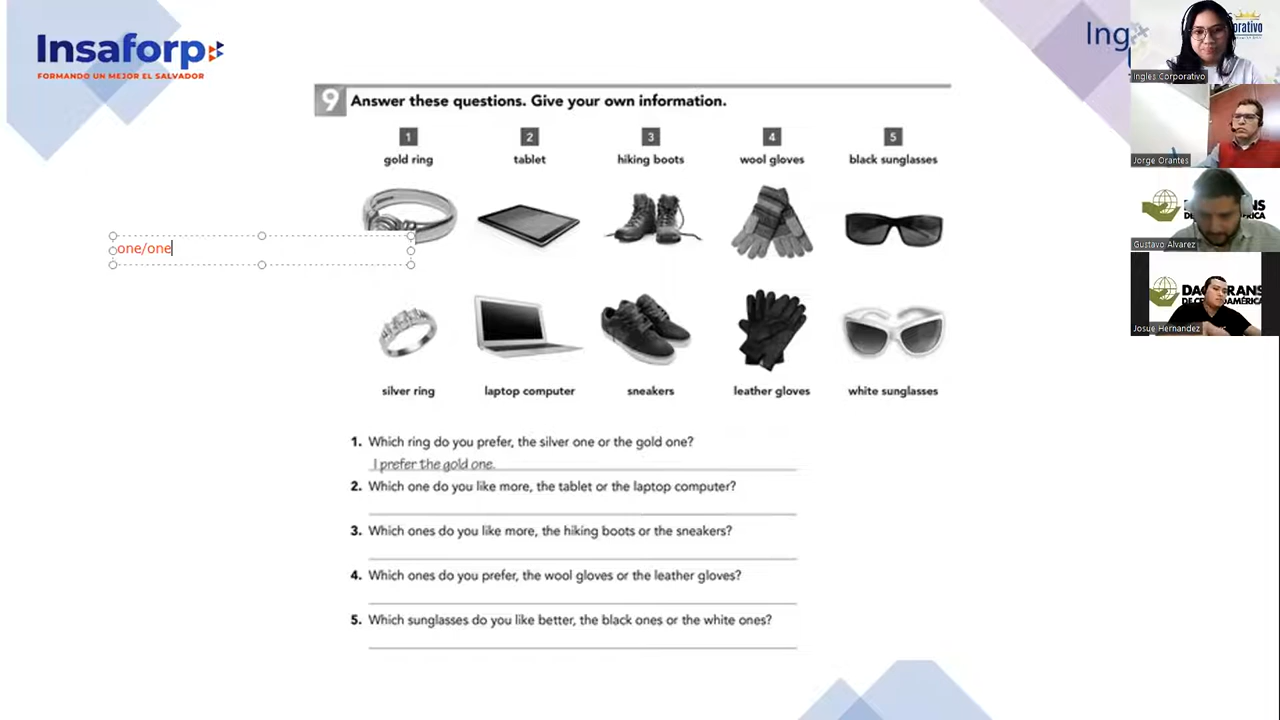 Insaforp
FORMANDO UN MEJOR EL SALVADOR
Ing
orativo
Ingles Corporativo
Jorge Orantes
Gustavo Alvarez
Josue Hernandez
9 Answer these questions. Give your own information.
1 2 3 4 5
gold ring tablet hiking boots wool gloves black sunglasses
one/one
silver ring laptop computer sneakers leather gloves white sunglasses
1. Which ring do you prefer, the silver one or the gold one?
I prefer the gold one.
2. Which one do you like more, the tablet or the laptop computer?
3. Which ones do you like more, the hiking boots or the sneakers?
4. Which ones do you prefer, the wool gloves or the leather gloves?
5. Which sunglasses do you like better, the black ones or the white ones?